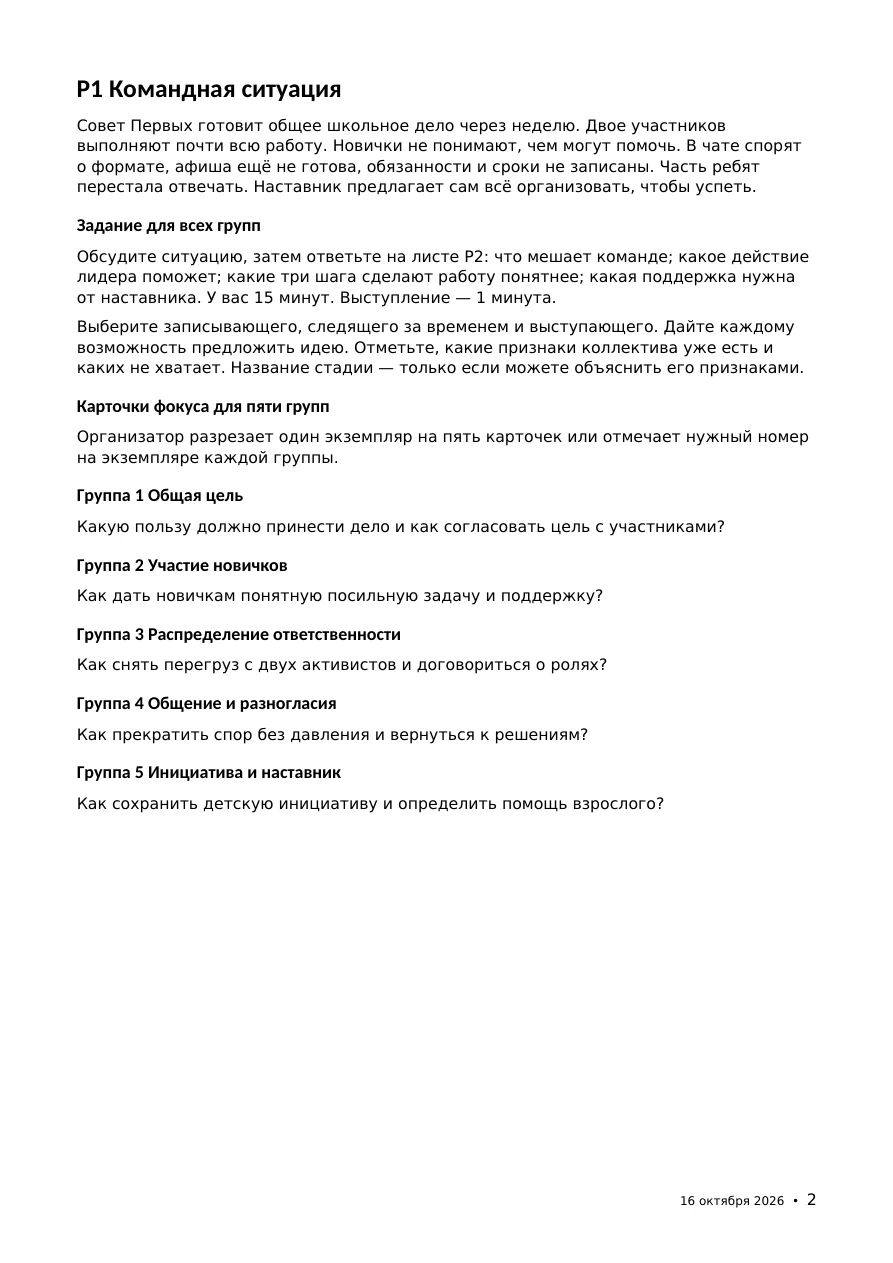 P1 Командная ситуация
Совет Первых готовит общее школьное дело через неделю. Двое участников
выполняют почти всю работу. Новички не понимают, чем могут помочь. В чате спорят
о формате, афиша ещё не готова, обязанности и сроки не записаны. Часть ребят
перестала отвечать. Наставник предлагает сам всё организовать, чтобы успеть.
Задание для всех групп
Обсудите ситуацию, затем ответьте на листе P2: что мешает команде; какое действие
лидера поможет; какие три шага сделают работу понятнее; какая поддержка нужна
от наставника. У вас 15 минут. Выступление — 1 минута.
Выберите записывающего, следящего за временем и выступающего. Дайте каждому
возможность предложить идею. Отметьте, какие признаки коллектива уже есть и
каких не хватает. Название стадии — только если можете объяснить его признаками.
Карточки фокуса для пяти групп
Организатор разрезает один экземпляр на пять карточек или отмечает нужный номер
на экземпляре каждой группы.
Группа 1 Общая цель
Какую пользу должно принести дело и как согласовать цель с участниками?
Группа 2 Участие новичков
Как дать новичкам понятную посильную задачу и поддержку?
Группа 3 Распределение ответственности
Как снять перегруз с двух активистов и договориться о ролях?
Группа 4 Общение и разногласия
Как прекратить спор без давления и вернуться к решениям?
Группа 5 Инициатива и наставник
Как сохранить детскую инициативу и определить помощь взрослого?
16 октября 2026 • 2